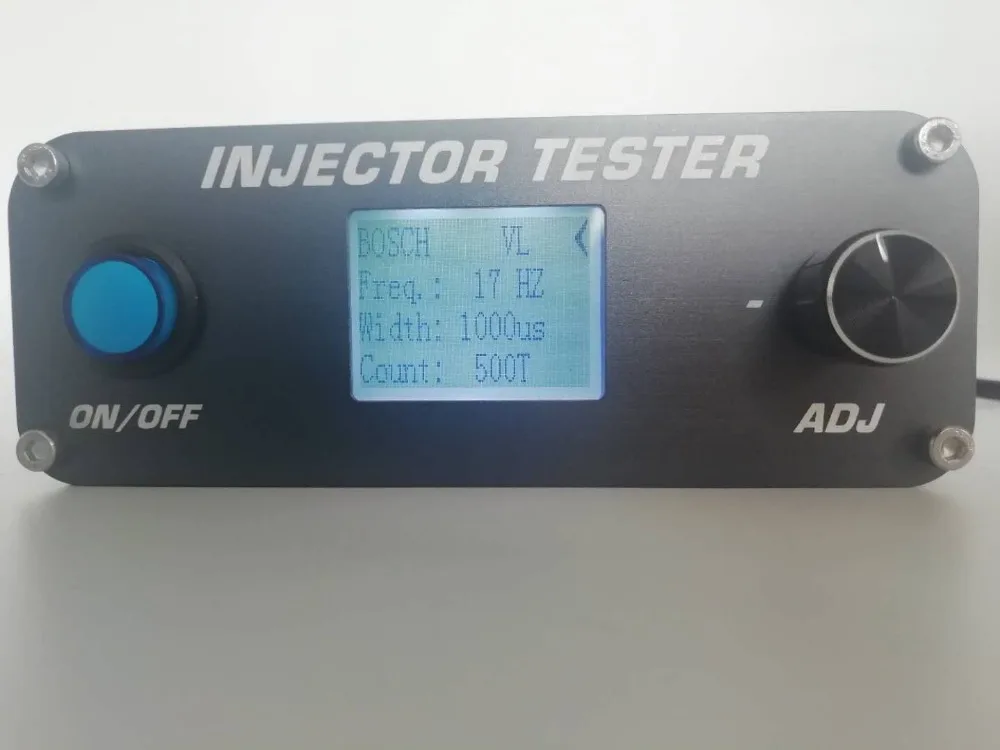 INJECTOR TESTER
BOSCH VL <
Freq.: 17 HZ
Width: 1000us
Count: 500T
ON/OFF
ADJ